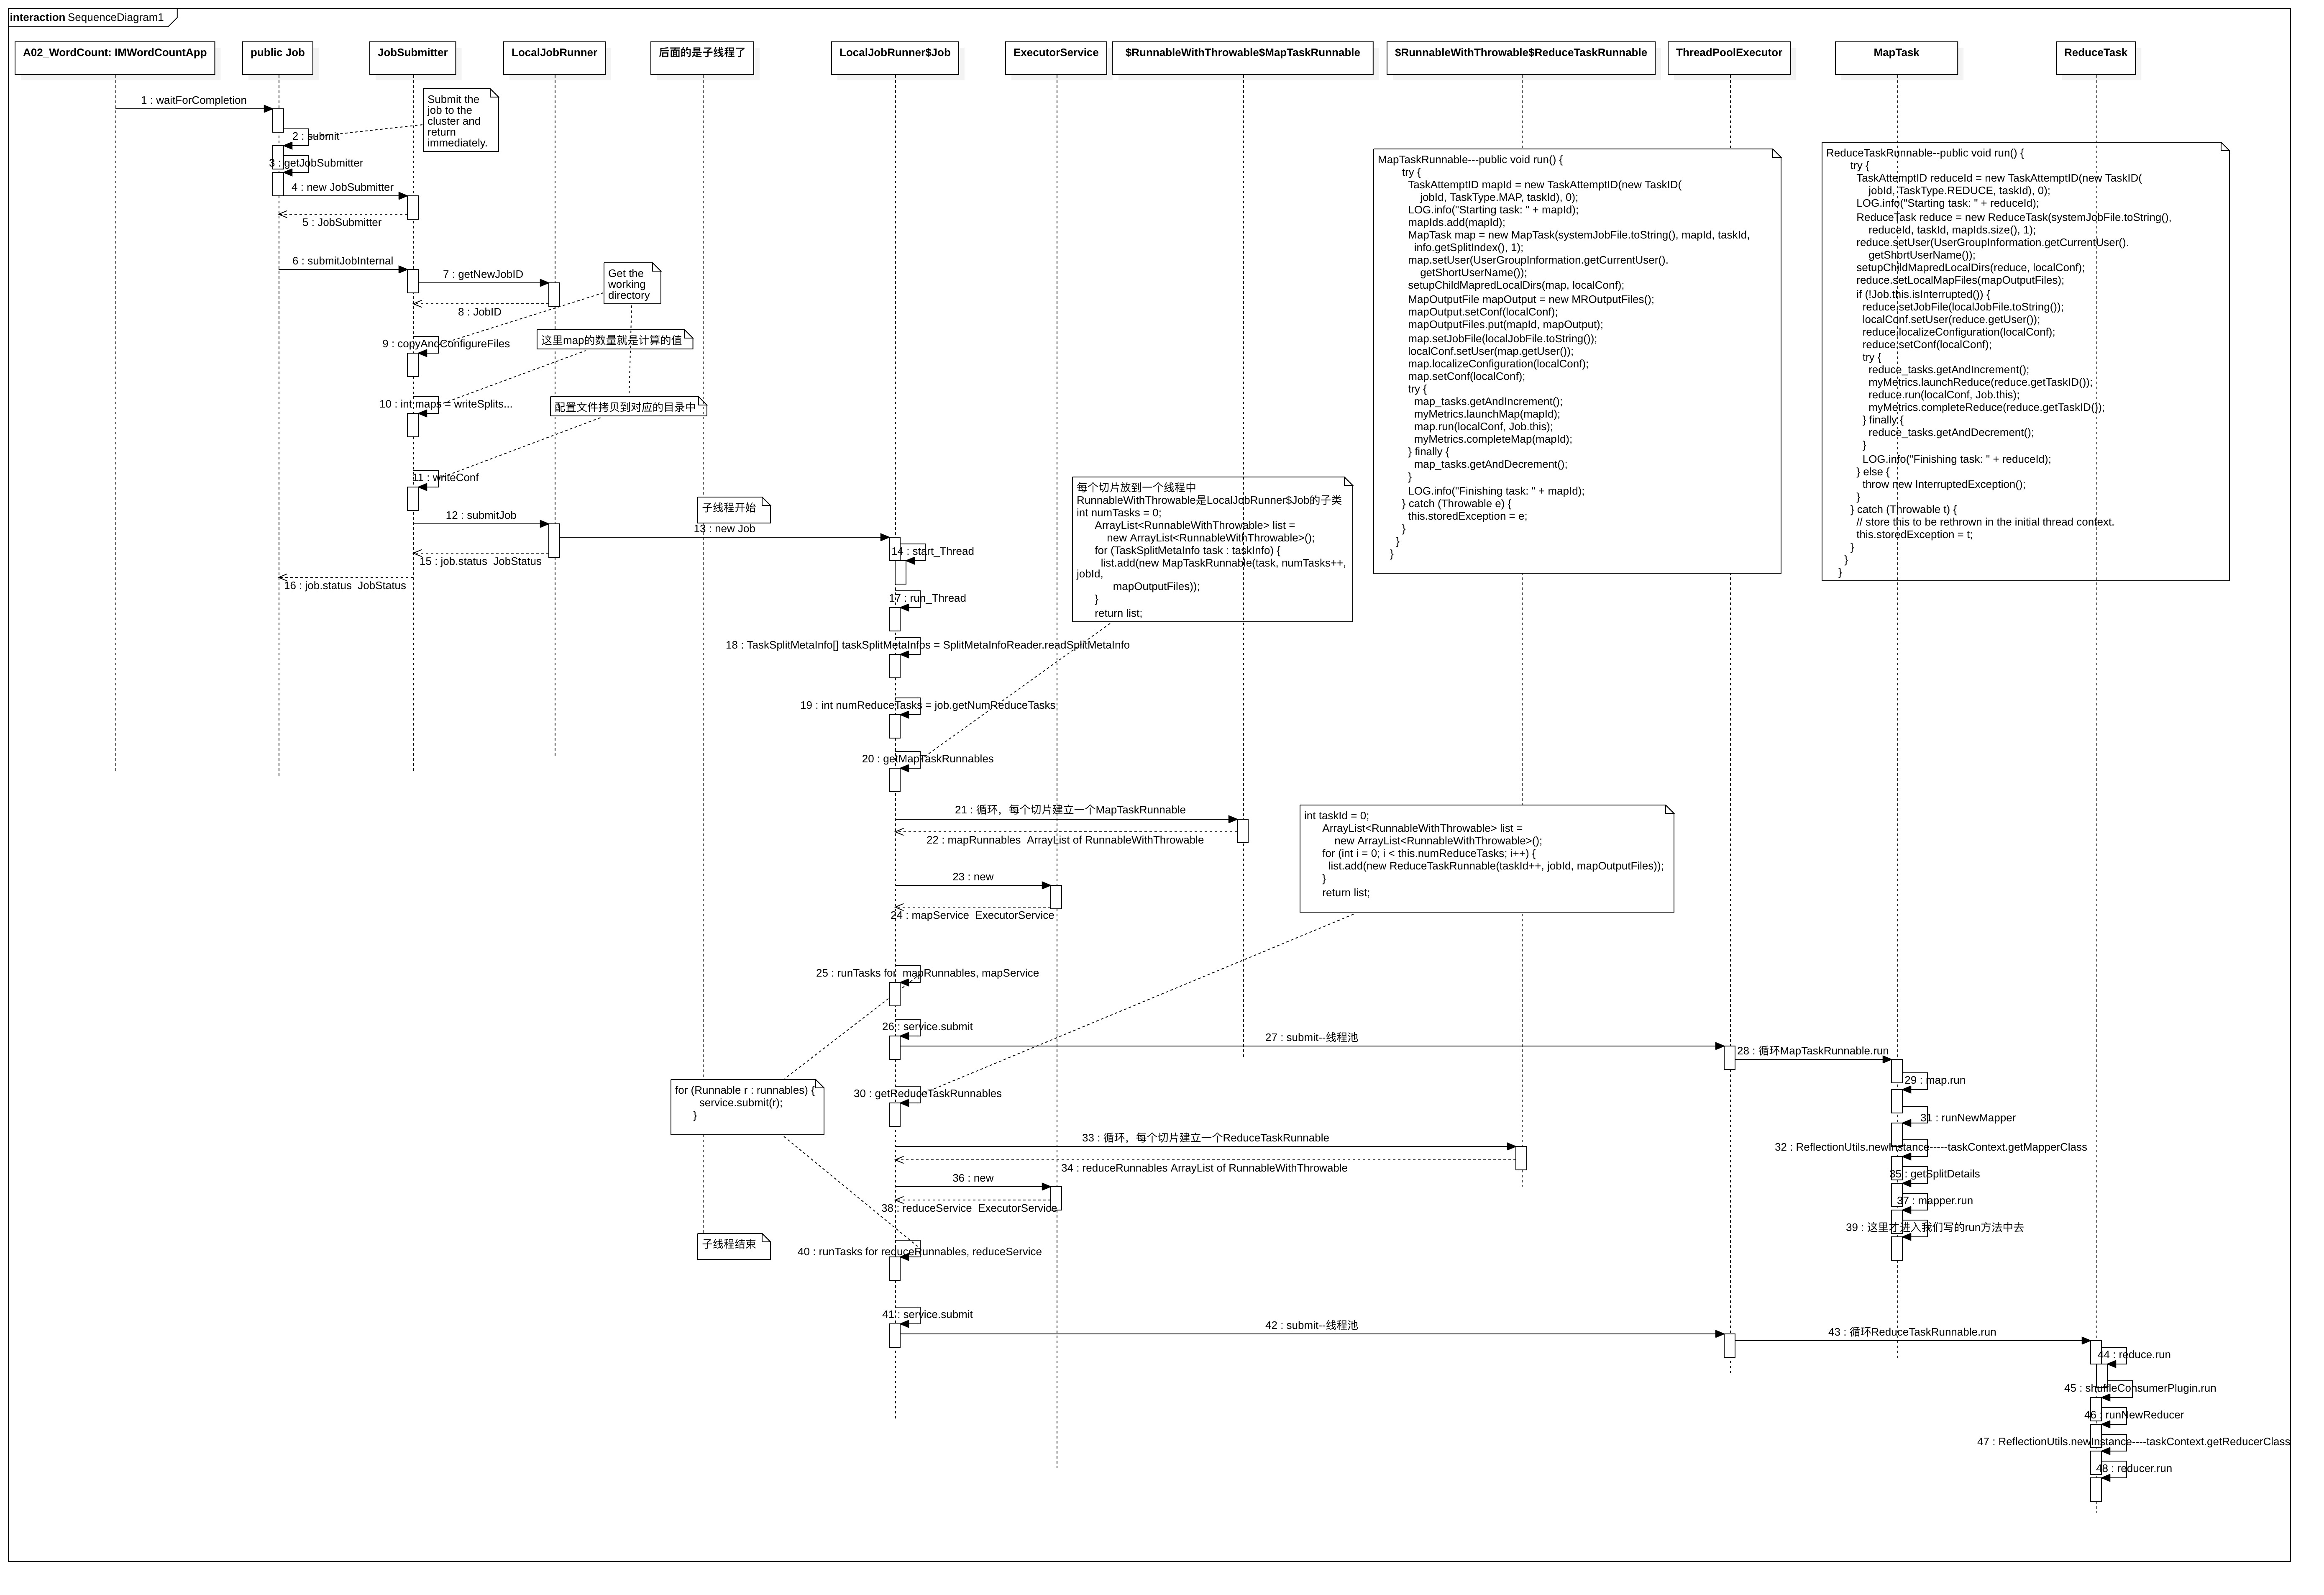 interaction SequenceDiagram1
A02_WordCount: IMWordCountApp
public Job
JobSubmitter
LocalJobRunner
后面的是子线程了
LocalJobRunner$Job
ExecutorService
$RunnableWithThrowable$MapTaskRunnable
$RunnableWithThrowable$ReduceTaskRunnable
ThreadPoolExecutor
MapTask
ReduceTask
1 : waitForCompletion
Submit the
job to the
cluster and
return
immediately.
2 : submit
3 : getJobSubmitter
4 : new JobSubmitter
5 : JobSubmitter
6 : submitJobInternal
7 : getNewJobID
8 : JobID
Get the
working
directory
9 : copyAndConfigureFiles
这里map的数量就是计算的值
10 : int maps = writeSplits...
配置文件拷贝到对应的目录中
11 : writeConf
子线程开始
12 : submitJob
13 : new Job
14 : start_Thread
15 : job.status  JobStatus
16 : job.status  JobStatus
17 : run_Thread
18 : TaskSplitMetaInfo[] taskSplitMetaInfos = SplitMetaInfoReader.readSplitMetaInfo
19 : int numReduceTasks = job.getNumReduceTasks
20 : getMapTaskRunnables
每个切片放到一个线程中
RunnableWithThrowable是LocalJobRunner$Job的子类
int numTasks = 0;
ArrayList<RunnableWithThrowable> list =
new ArrayList<RunnableWithThrowable>();
for (TaskSplitMetaInfo task : taskInfo) {
list.add(new MapTaskRunnable(task, numTasks++,
jobId,
mapOutputFiles));
}
return list;
MapTaskRunnable---public void run() {
try {
TaskAttemptID mapId = new TaskAttemptID(new TaskID(
jobId, TaskType.MAP, taskId), 0);
LOG.info("Starting task: " + mapId);
mapIds.add(mapId);
MapTask map = new MapTask(systemJobFile.toString(), mapId, taskId,
info.getSplitIndex(), 1);
map.setUser(UserGroupInformation.getCurrentUser().
getShortUserName());
setupChildMapredLocalDirs(map, localConf);
MapOutputFile mapOutput = new MROutputFiles();
mapOutput.setConf(localConf);
mapOutputFiles.put(mapId, mapOutput);
map.setJobFile(localJobFile.toString());
localConf.setUser(map.getUser());
map.localizeConfiguration(localConf);
map.setConf(localConf);
try {
map_tasks.getAndIncrement();
myMetrics.launchMap(mapId);
map.run(localConf, Job.this);
myMetrics.completeMap(mapId);
} finally {
map_tasks.getAndDecrement();
}
LOG.info("Finishing task: " + mapId);
} catch (Throwable e) {
this.storedException = e;
}
}
}
ReduceTaskRunnable--public void run() {
try {
TaskAttemptID reduceId = new TaskAttemptID(new TaskID(
jobId, TaskType.REDUCE, taskId), 0);
LOG.info("Starting task: " + reduceId);
ReduceTask reduce = new ReduceTask(systemJobFile.toString(),
reduceId, taskId, mapIds.size(), 1);
reduce.setUser(UserGroupInformation.getCurrentUser().
getShortUserName());
setupChildMapredLocalDirs(reduce, localConf);
reduce.setLocalMapFiles(mapOutputFiles);
if (!Job.this.isInterrupted()) {
reduce.setJobFile(localJobFile.toString());
localConf.setUser(reduce.getUser());
reduce.localizeConfiguration(localConf);
reduce.setConf(localConf);
try {
reduce_tasks.getAndIncrement();
myMetrics.launchReduce(reduce.getTaskID());
reduce.run(localConf, Job.this);
myMetrics.completeReduce(reduce.getTaskID());
} finally {
reduce_tasks.getAndDecrement();
}
LOG.info("Finishing task: " + reduceId);
} else {
throw new InterruptedException();
}
} catch (Throwable t) {
// store this to be rethrown in the initial thread context.
this.storedException = t;
}
}
}
21 : 循环，每个切片建立一个MapTaskRunnable
22 : mapRunnables  ArrayList of RunnableWithThrowable
23 : new
24 : mapService  ExecutorService
int taskId = 0;
ArrayList<RunnableWithThrowable> list =
new ArrayList<RunnableWithThrowable>();
for (int i = 0; i < this.numReduceTasks; i++) {
list.add(new ReduceTaskRunnable(taskId++, jobId, mapOutputFiles));
}
return list;
25 : runTasks for  mapRunnables, mapService
26 : service.submit
27 : submit--线程池
28 : 循环MapTaskRunnable.run
29 : map.run
for (Runnable r : runnables) {
service.submit(r);
}
30 : getReduceTaskRunnables
31 : runNewMapper
32 : ReflectionUtils.newInstance-----taskContext.getMapperClass
33 : 循环，每个切片建立一个ReduceTaskRunnable
34 : reduceRunnables ArrayList of RunnableWithThrowable
35 : getSplitDetails
36 : new
37 : mapper.run
38 : reduceService  ExecutorService
39 : 这里才进入我们写的run方法中去
子线程结束
40 : runTasks for reduceRunnables, reduceService
41 : service.submit
42 : submit--线程池
43 : 循环ReduceTaskRunnable.run
44 : reduce.run
45 : shuffleConsumerPlugin.run
46 : runNewReducer
47 : ReflectionUtils.newInstance----taskContext.getReducerClass
48 : reducer.run